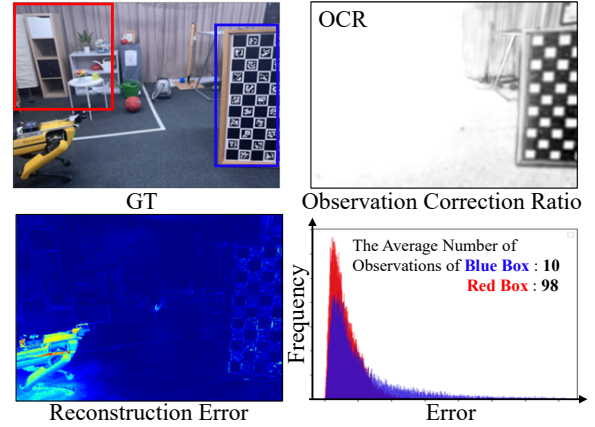 OCR
GT
Observation Correction Ratio
The Average Number of
Observations of Blue Box : 10
Red Box : 98
Frequency
Reconstruction Error
Error